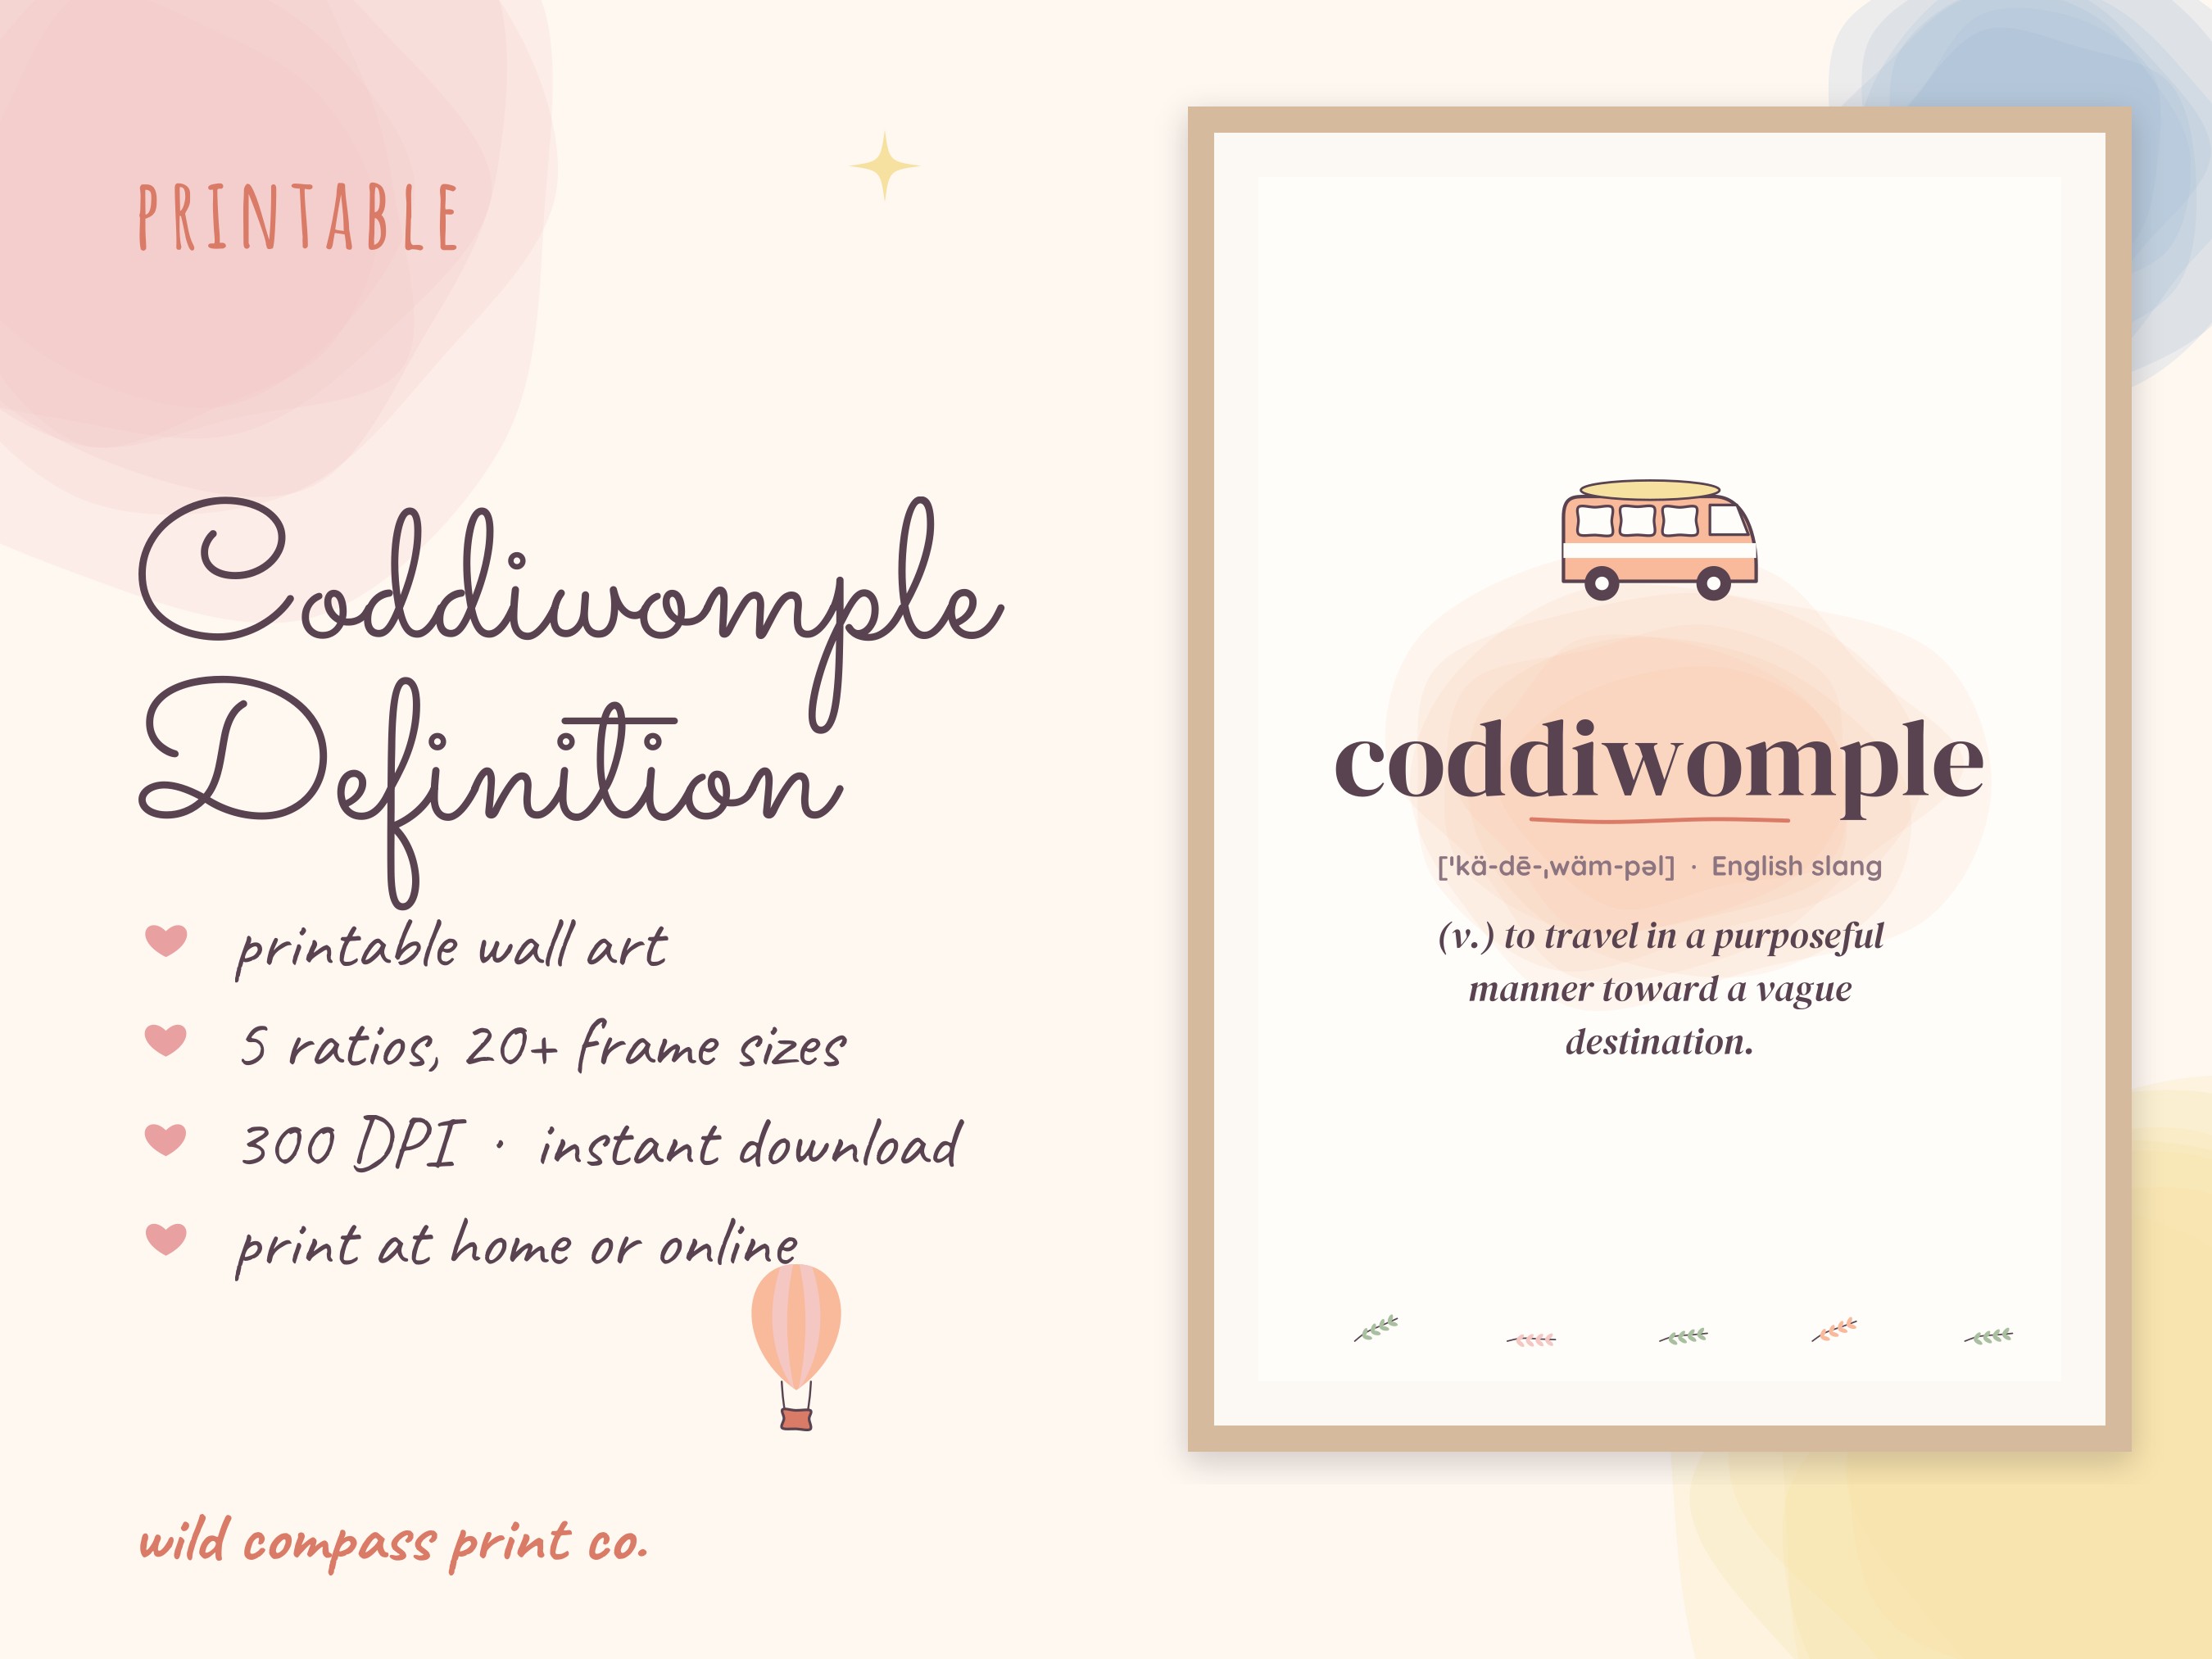 PRINTABLE
Coddiwomple
Definition
printable wall art
5 ratios, 20+ frame sizes
300 DPI · instant download
print at home or online
wild compass print co.
coddiwomple
[ˈkä-dē-ˌwäm-pəl] · English slang
(v.) to travel in a purposeful
manner toward a vague
destination.